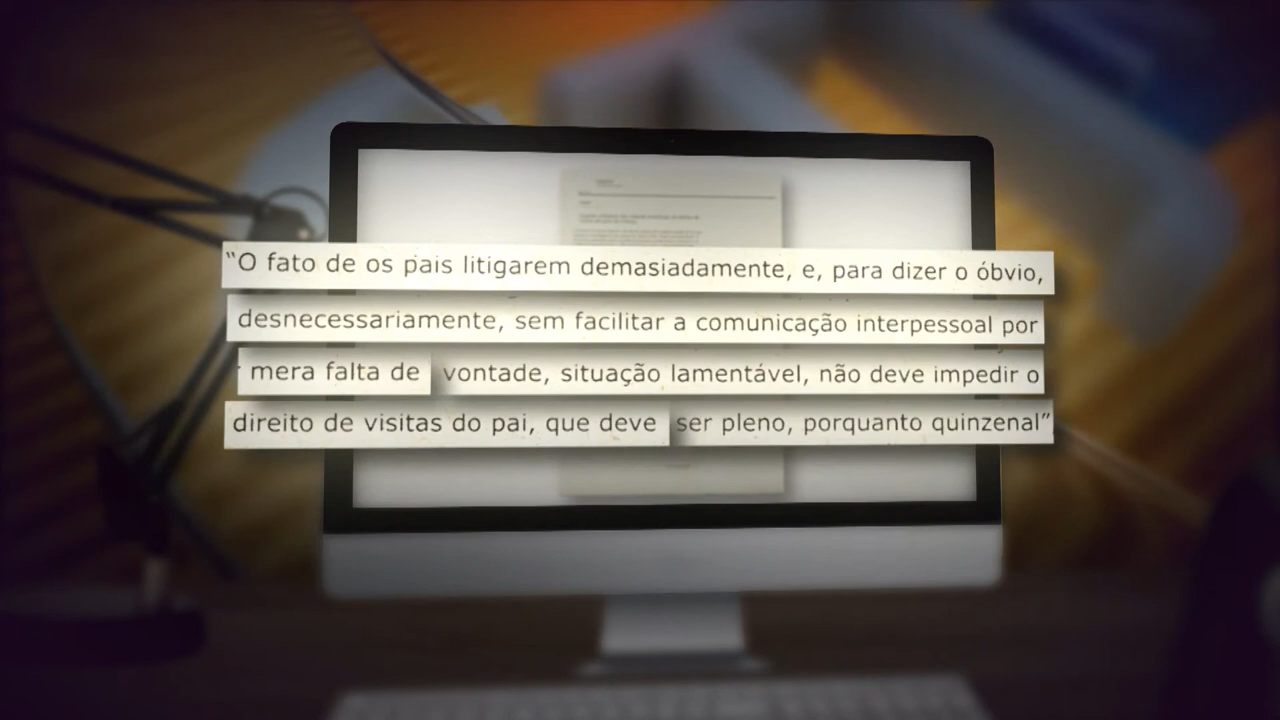 “O fato de os pais litigarem demasiadamente, e, para dizer o óbvio,
desnecessariamente, sem facilitar a comunicação interpessoal por
mera falta de vontade, situação lamentável, não deve impedir o
direito de visitas do pai, que deve ser pleno, porquanto quinzenal”